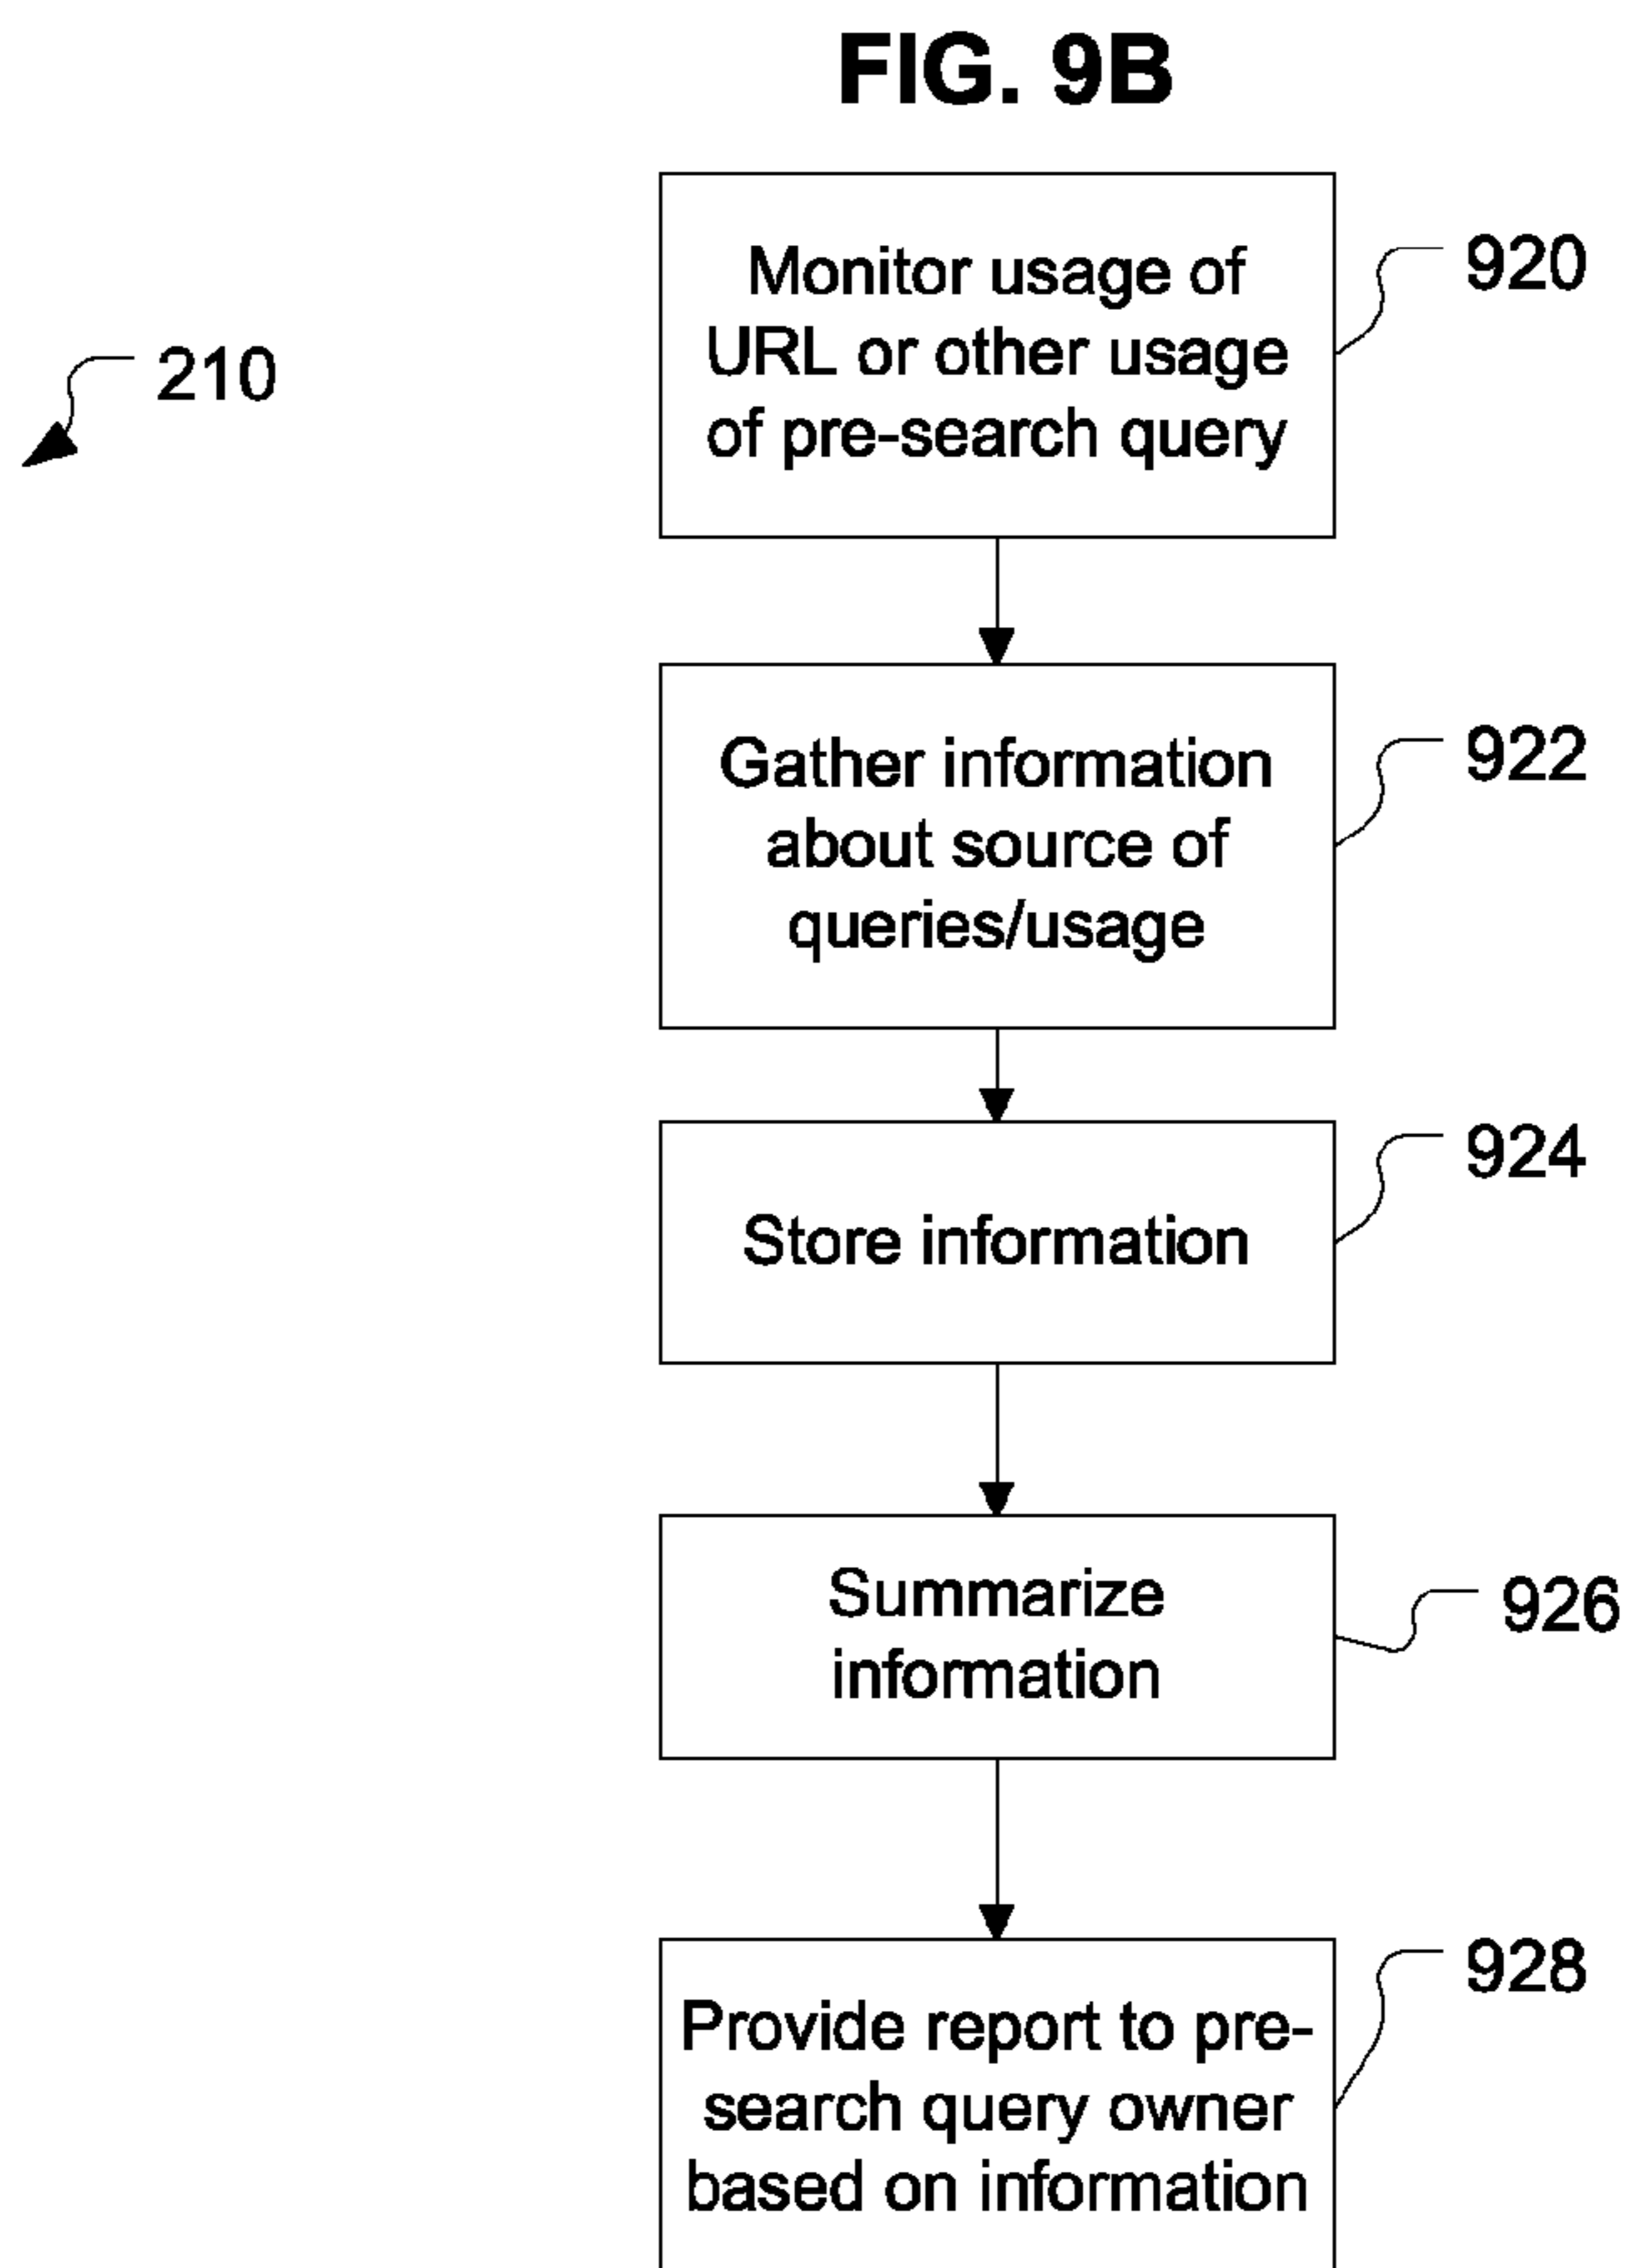 FIG. 9B
210
Monitor usage of
URL or other usage
of pre-search query
920
Gather information
about source of
queries/usage
922
Store information
924
Summarize
information
926
Provide report to pre-
search query owner
based on information
928